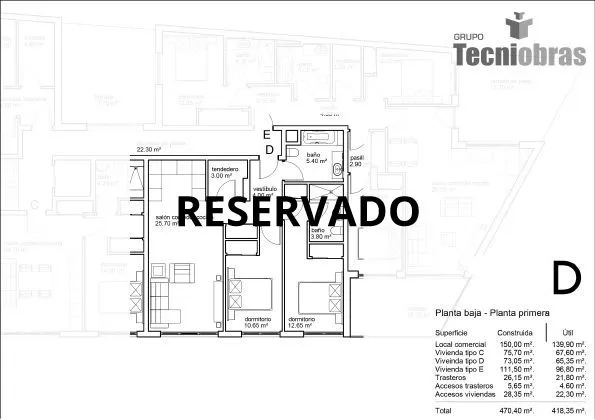 GRUPO
Tecniobras
E
D
22.30 m².
tendedero
3.00 m².
baño
5.40 m².
pasill
2.90
vestíbulo
4.00 m².
RESERVADO
25.70 m².
baño
3.80 m².
dormitorio
10.65 m².
dormitorio
12.65 m².
D
Planta baja - Planta primera
Superficie Construida Útil
Local comercial 150,00 m². 139,90 m².
Vivienda tipo C 75,70 m². 67,60 m².
Viveinda tipo D 73,05 m². 65,35 m².
Vivienda tipo E 111,50 m². 96,80 m².
Trasteros 26,15 m². 21,80 m².
Accesos trasteros 5,65 m². 4,60 m².
Accesos viviendas 28,35 m². 22,30 m².
Total 470,40 m². 418,35 m².